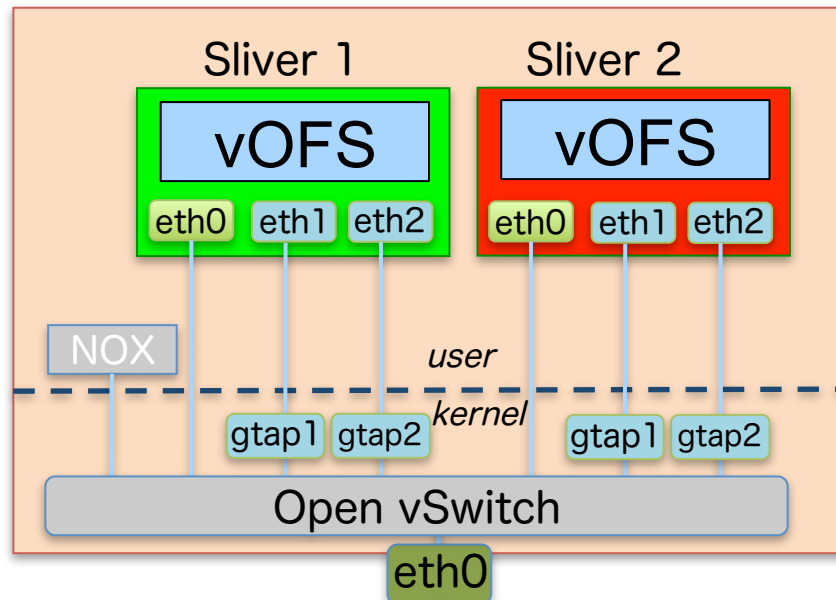 Sliver 1
Sliver 2
vOFS
vOFS
eth0 eth1 eth2
eth0 eth1 eth2
NOX
user
kernel
gtap1 gtap2
gtap1 gtap2
Open vSwitch
eth0